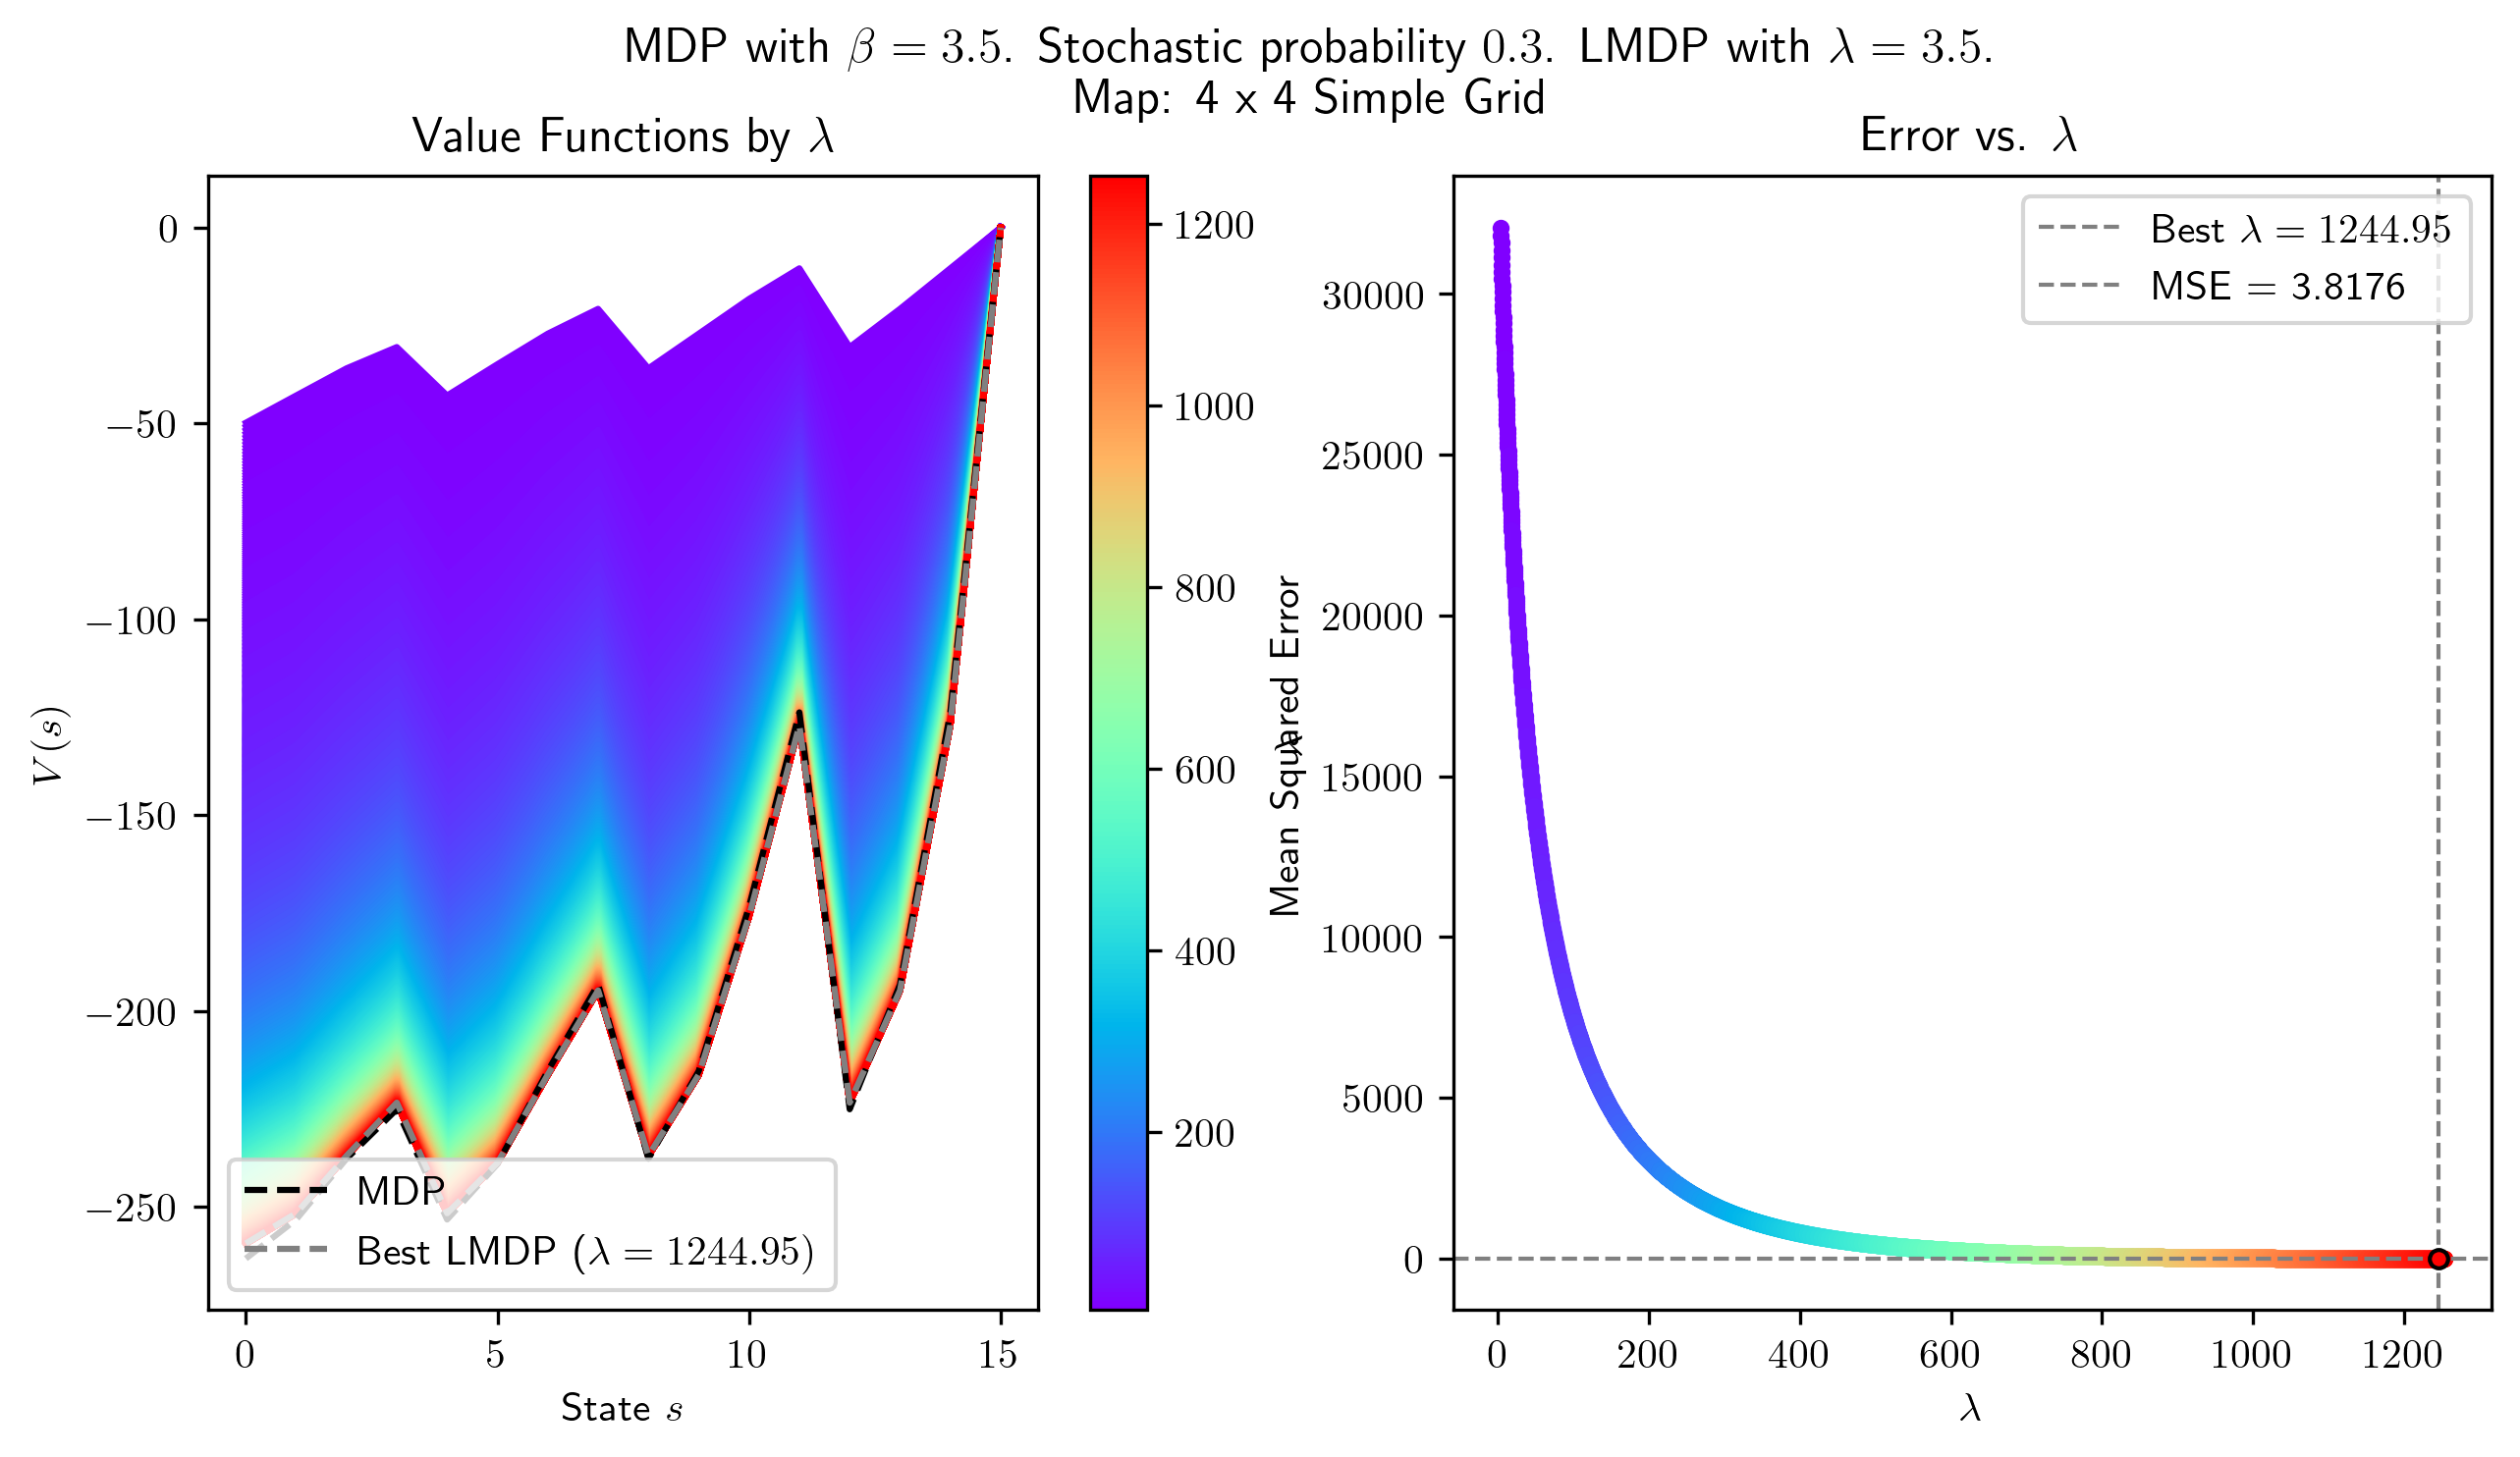 MDP with β = 3.5. Stochastic probability 0.3. LMDP with λ = 3.5.
Map: 4 x 4 Simple Grid
Value Functions by λ
0
−50
−100
−150
−200
−250
V(s)
0 5 10 15
State s
MDP
Best LMDP (λ = 1244.95)
1200
1000
800
600
400
200
λ
Error vs. λ
Best λ = 1244.95
MSE = 3.8176
30000
25000
20000
15000
10000
5000
0
Mean Squared Error
0 200 400 600 800 1000 1200
λ